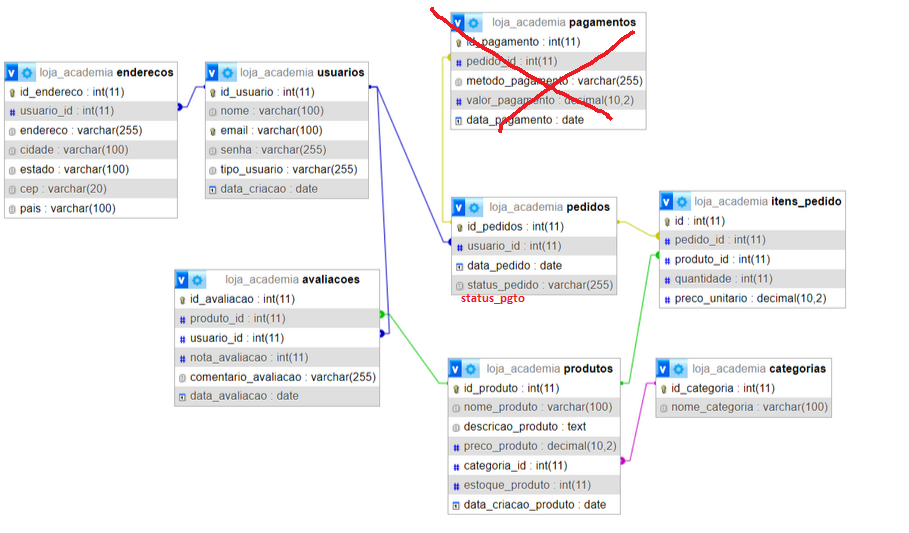 loja_academia pagamentos
id_pagamento : int(11)
pedido_id : int(11)
metodo_pagamento : varchar(255)
valor_pagamento : decimal(10,2)
data_pagamento : date
loja_academia enderecos
id_endereco : int(11)
usuario_id : int(11)
endereco : varchar(255)
cidade : varchar(100)
estado : varchar(100)
cep : varchar(20)
pais : varchar(100)
loja_academia usuarios
id_usuario : int(11)
nome : varchar(100)
email : varchar(100)
senha : varchar(255)
tipo_usuario : varchar(255)
data_criacao : date
loja_academia pedidos
id_pedidos : int(11)
usuario_id : int(11)
data_pedido : date
status_pedido : varchar(255)
status_pgto
loja_academia itens_pedido
id : int(11)
pedido_id : int(11)
produto_id : int(11)
quantidade : int(11)
preco_unitario : decimal(10,2)
loja_academia avaliacoes
id_avaliacao : int(11)
produto_id : int(11)
usuario_id : int(11)
nota_avaliacao : int(11)
comentario_avaliacao : varchar(255)
data_avaliacao : date
loja_academia produtos
id_produto : int(11)
nome_produto : varchar(100)
descricao_produto : text
preco_produto : decimal(10,2)
categoria_id : int(11)
estoque_produto : int(11)
data_criacao_produto : date
loja_academia categorias
id_categoria : int(11)
nome_categoria : varchar(100)